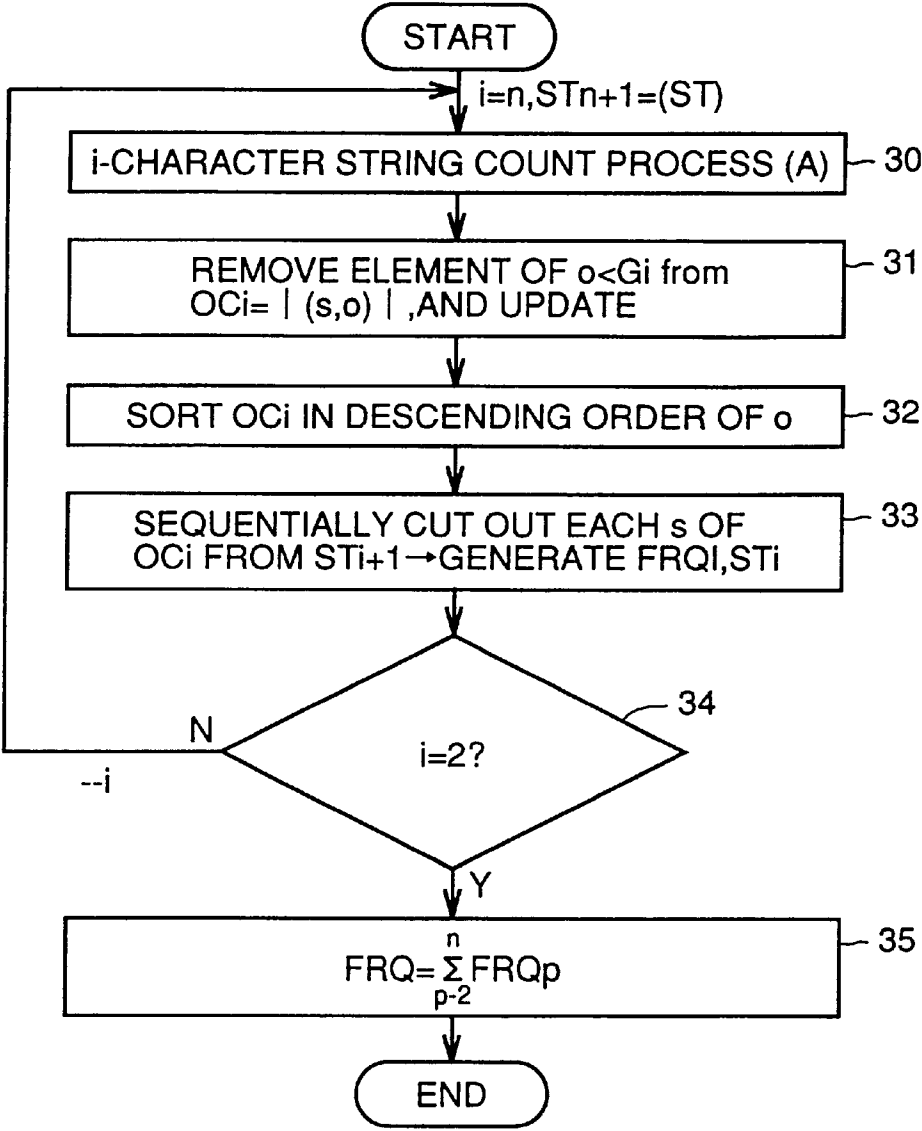 START
i=n,STn+1=(ST)
i-CHARACTER STRING COUNT PROCESS (A)
30
REMOVE ELEMENT OF o<Gi from
OCi= | (s,o) | ,AND UPDATE
31
SORT OCi IN DESCENDING ORDER OF o
32
SEQUENTIALLY CUT OUT EACH s OF
OCi FROM STi+1→GENERATE FRQI,STi
33
34
N
i=2?
--i
Y
n
FRQ=ΣFRQp
p-2
35
END